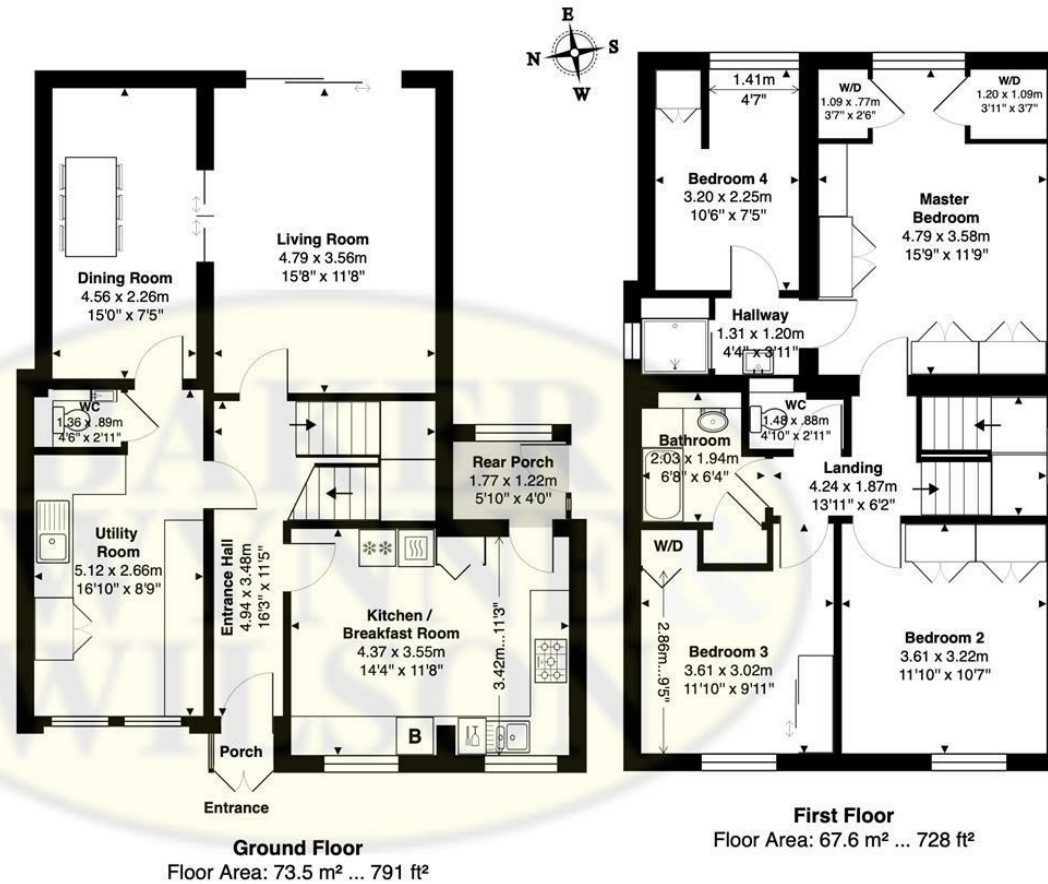 E
N
S
W
Dining Room
4.56 x 2.26m
15'0" x 7'5"
Living Room
4.79 x 3.56m
15'8" x 11'8"
WC
1.36 x .89m
4'6" x 2'11"
Utility
Room
5.12 x 2.66m
16'10" x 8'9"
Entrance Hall
4.94 x 3.48m
16'3" x 11'5"
Rear Porch
1.77 x 1.22m
5'10" x 4'0"
Kitchen /
Breakfast Room
4.37 x 3.55m
14'4" x 11'8"
3.42m...11'3"
B
Porch
Entrance
Ground Floor
Floor Area: 73.5 m² ... 791 ft²
1.41m
4'7"
Bedroom 4
3.20 x 2.25m
10'6" x 7'5"
W/D
1.09 x .77m
3'7" x 2'6"
W/D
1.20 x 1.09m
3'11" x 3'7"
Master
Bedroom
4.79 x 3.58m
15'9" x 11'9"
Hallway
1.31 x 1.20m
4'4" x 3'11"
Bathroom
2.03 x 1.94m
6'8" x 6'4"
WC
1.48 x .88m
4'10" x 2'11"
Landing
4.24 x 1.87m
13'11" x 6'2"
W/D
2.86m...9'5"
Bedroom 3
3.61 x 3.02m
11'10" x 9'11"
Bedroom 2
3.61 x 3.22m
11'10" x 10'7"
First Floor
Floor Area: 67.6 m² ... 728 ft²
BAKER
WYNNE
WILSON